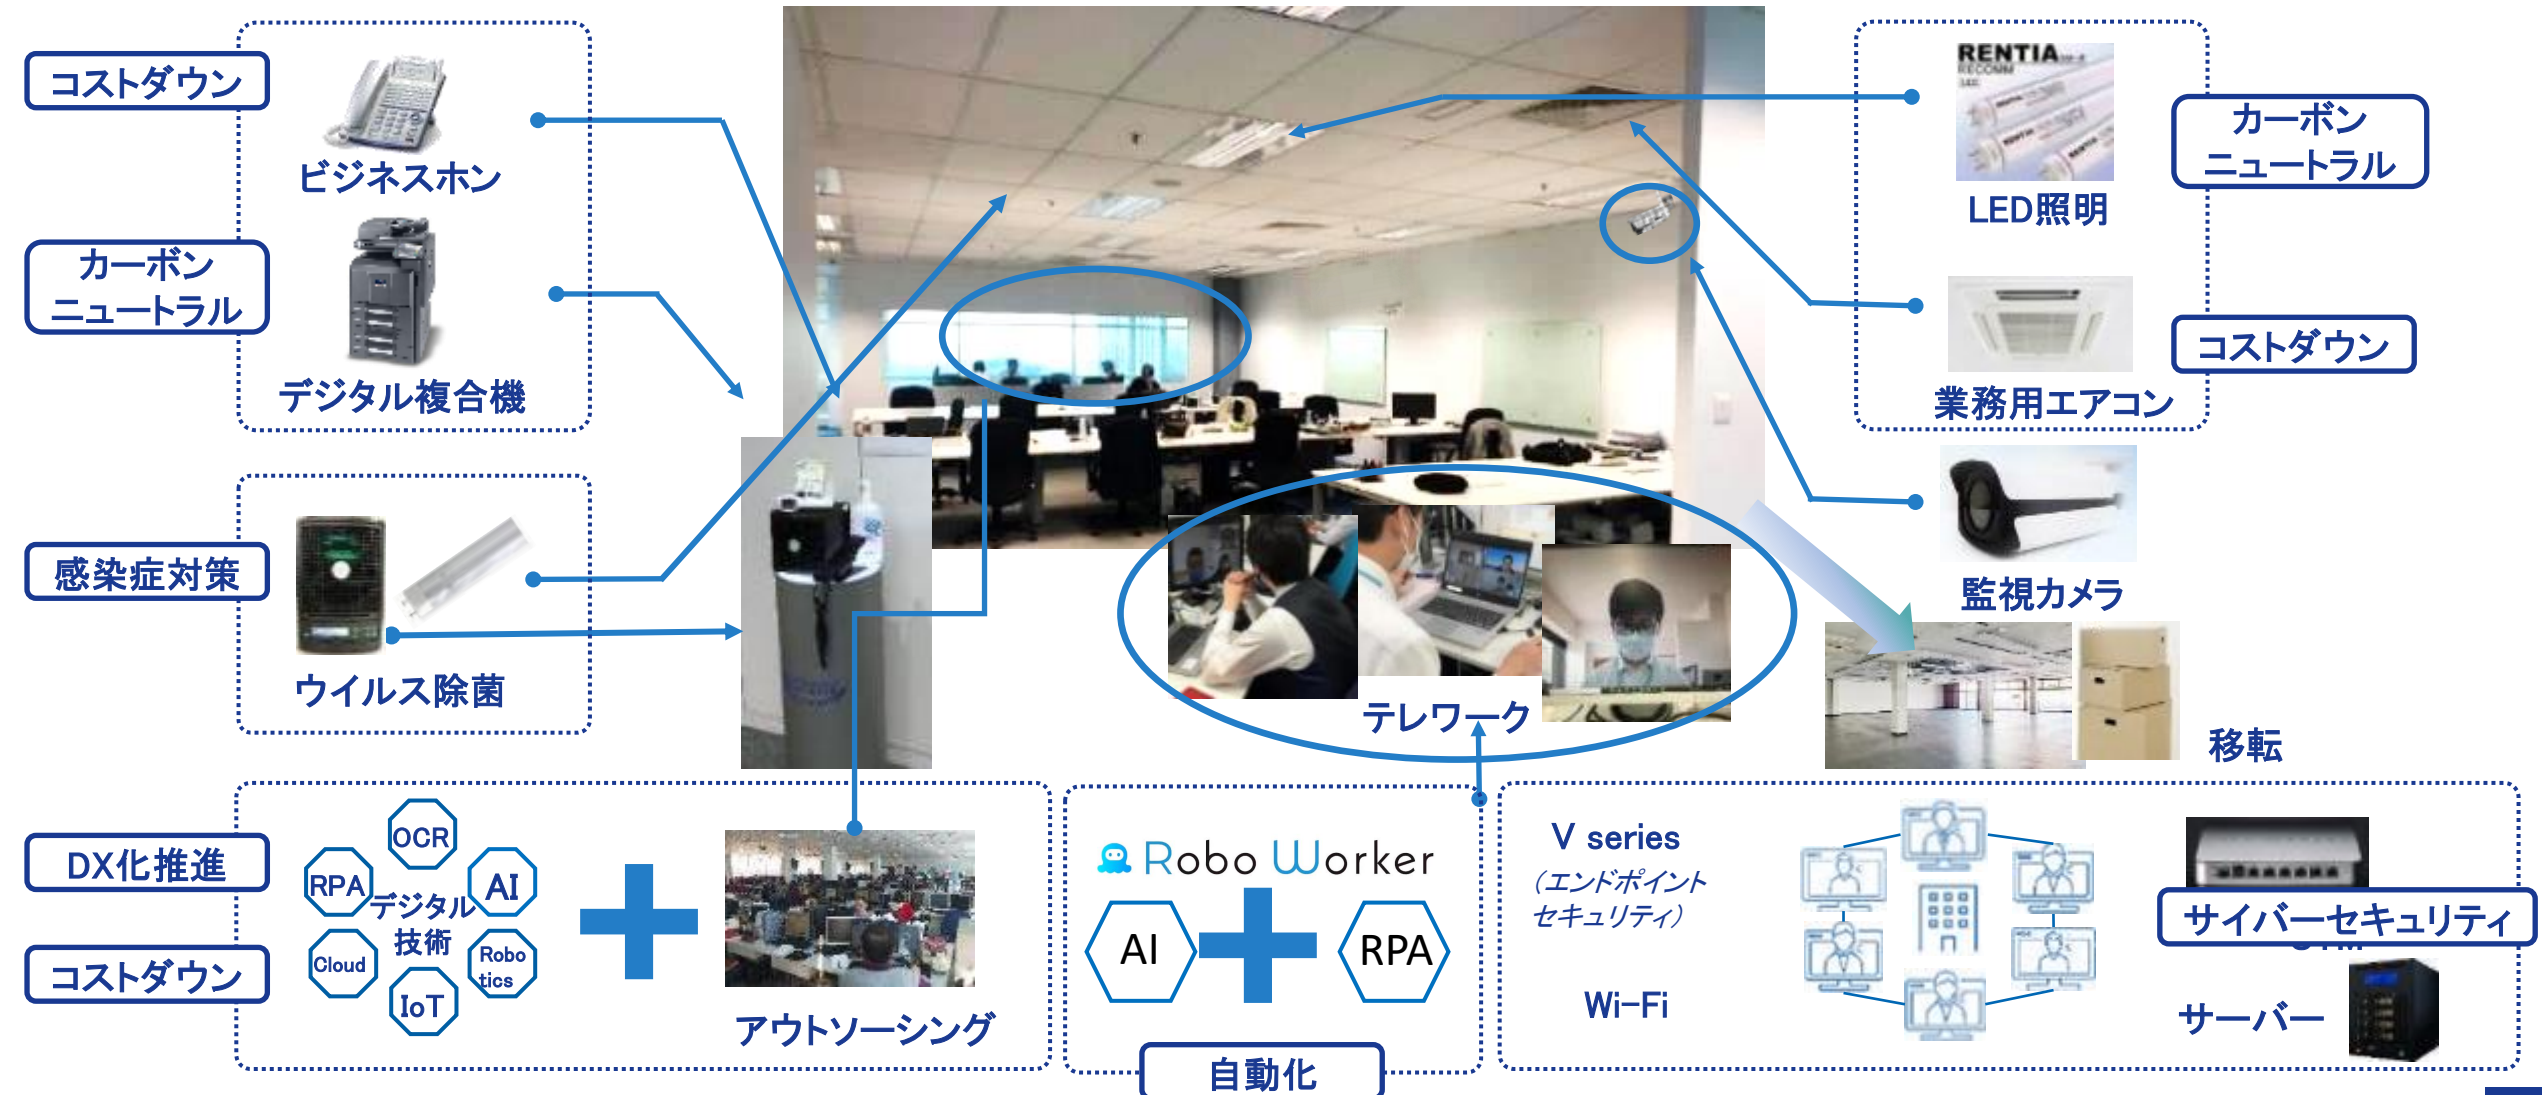 コストダウン
ビジネスホン
カーボン
ニュートラル
デジタル複合機
感染症対策
ウイルス除菌
RENTIA
RECOMM
LED照明
カーボン
ニュートラル
業務用エアコン
コストダウン
監視カメラ
テレワーク
移転
DX化推進
コストダウン
OCR
RPA
AI
デジタル
技術
Cloud
Robo
tics
IoT
アウトソーシング
Robo Worker
AI
RPA
自動化
V series
（エンドポイント
セキュリティ）
Wi-Fi
サイバーセキュリティ
サーバー